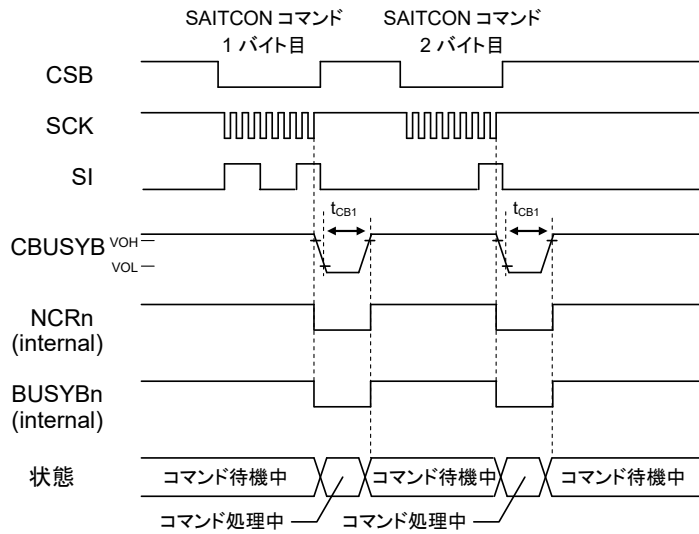 SAITCON コマンド
1 バイト目
SAITCON コマンド
2 バイト目
CSB
SCK
SI
tCB1
tCB1
CBUSYB
VOH
VOL
NCRn
(internal)
BUSYBn
(internal)
状態
コマンド待機中
コマンド待機中
コマンド待機中
コマンド処理中
コマンド処理中